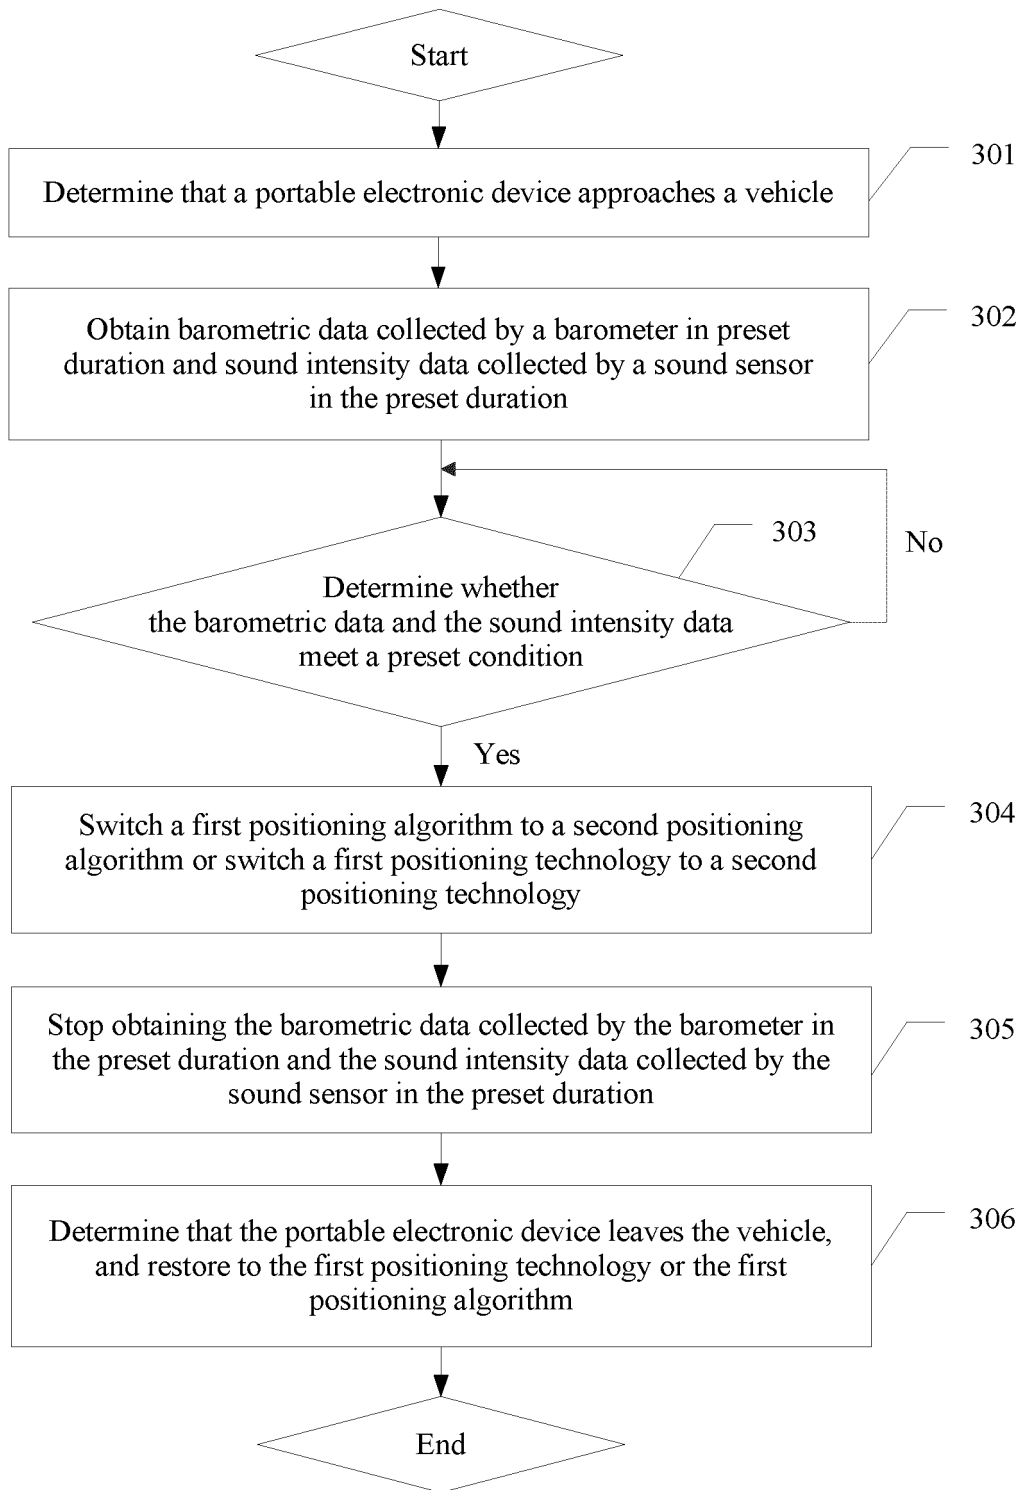 Start
301
Determine that a portable electronic device approaches a vehicle
302
Obtain barometric data collected by a barometer in preset
duration and sound intensity data collected by a sound sensor
in the preset duration
303
No
Determine whether
the barometric data and the sound intensity data
meet a preset condition
Yes
304
Switch a first positioning algorithm to a second positioning
algorithm or switch a first positioning technology to a second
positioning technology
305
Stop obtaining the barometric data collected by the barometer in
the preset duration and the sound intensity data collected by the
sound sensor in the preset duration
306
Determine that the portable electronic device leaves the vehicle,
and restore to the first positioning technology or the first
positioning algorithm
End